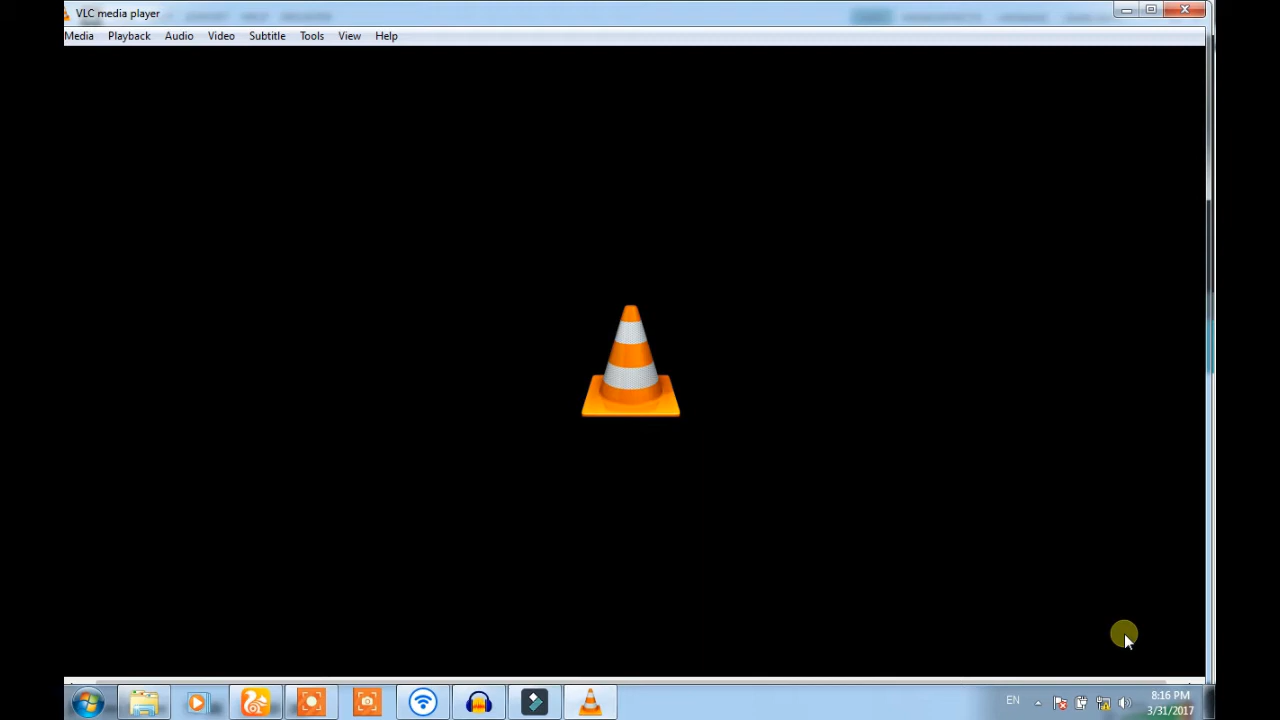 VLC media player
Media Playback Audio Video Subtitle Tools View Help
EN
8:16 PM
3/31/2017